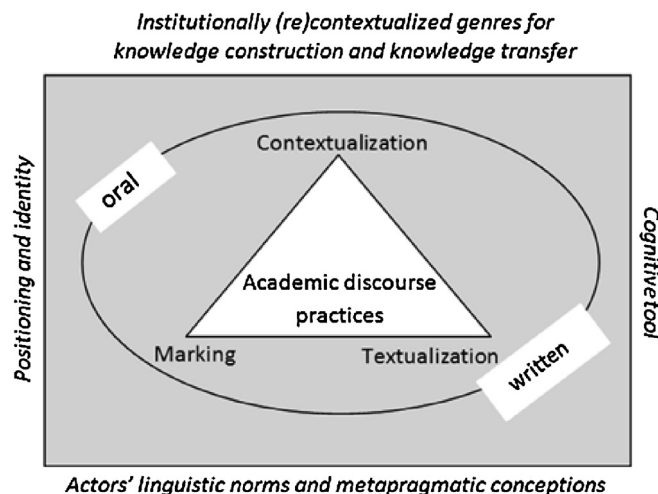 Institutionally (re)contextualized genres for
knowledge construction and knowledge transfer
Positioning and identity
oral
Contextualization
Academic discourse
practices
Marking
Textualization
written
Cognitive tool
Actors' linguistic norms and metapragmatic conceptions